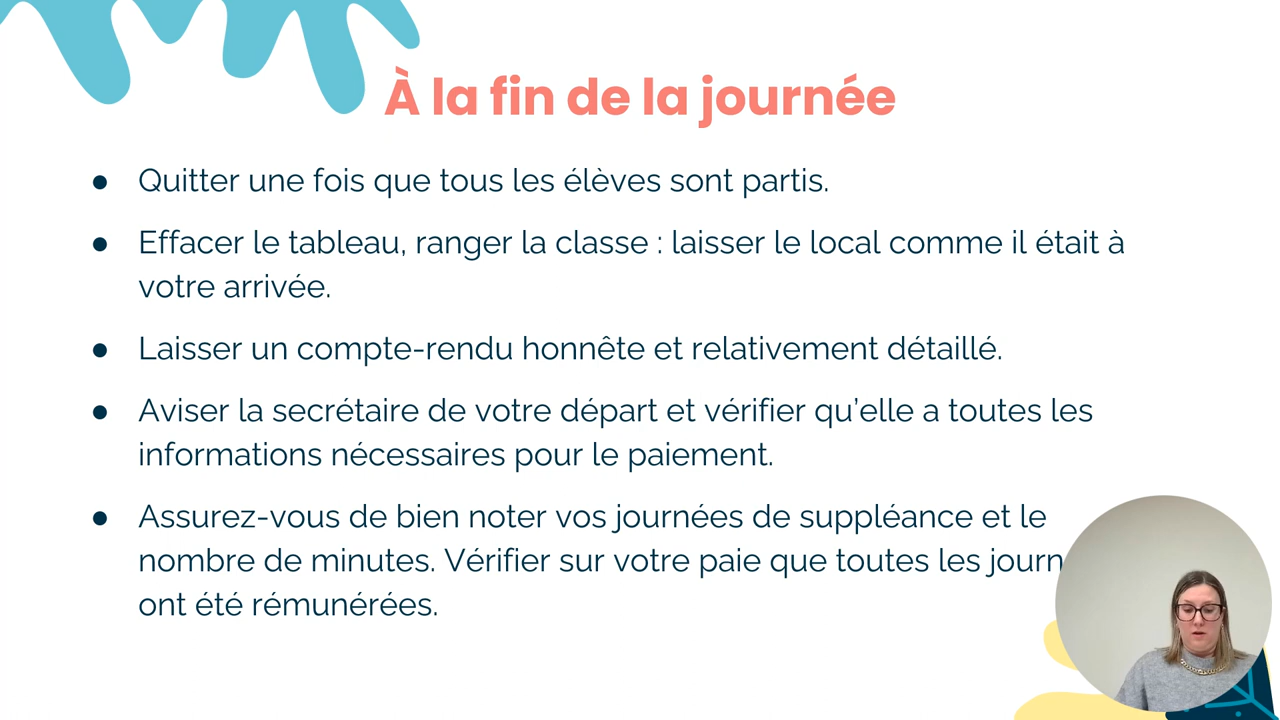 À la fin de la journée
● Quitter une fois que tous les élèves sont partis.
● Effacer le tableau, ranger la classe : laisser le local comme il était à
votre arrivée.
● Laisser un compte-rendu honnête et relativement détaillé.
● Aviser la secrétaire de votre départ et vérifier qu’elle a toutes les
informations nécessaires pour le paiement.
● Assurez-vous de bien noter vos journées de suppléance et le
nombre de minutes. Vérifier sur votre paie que toutes les journ
ont été rémunérées.